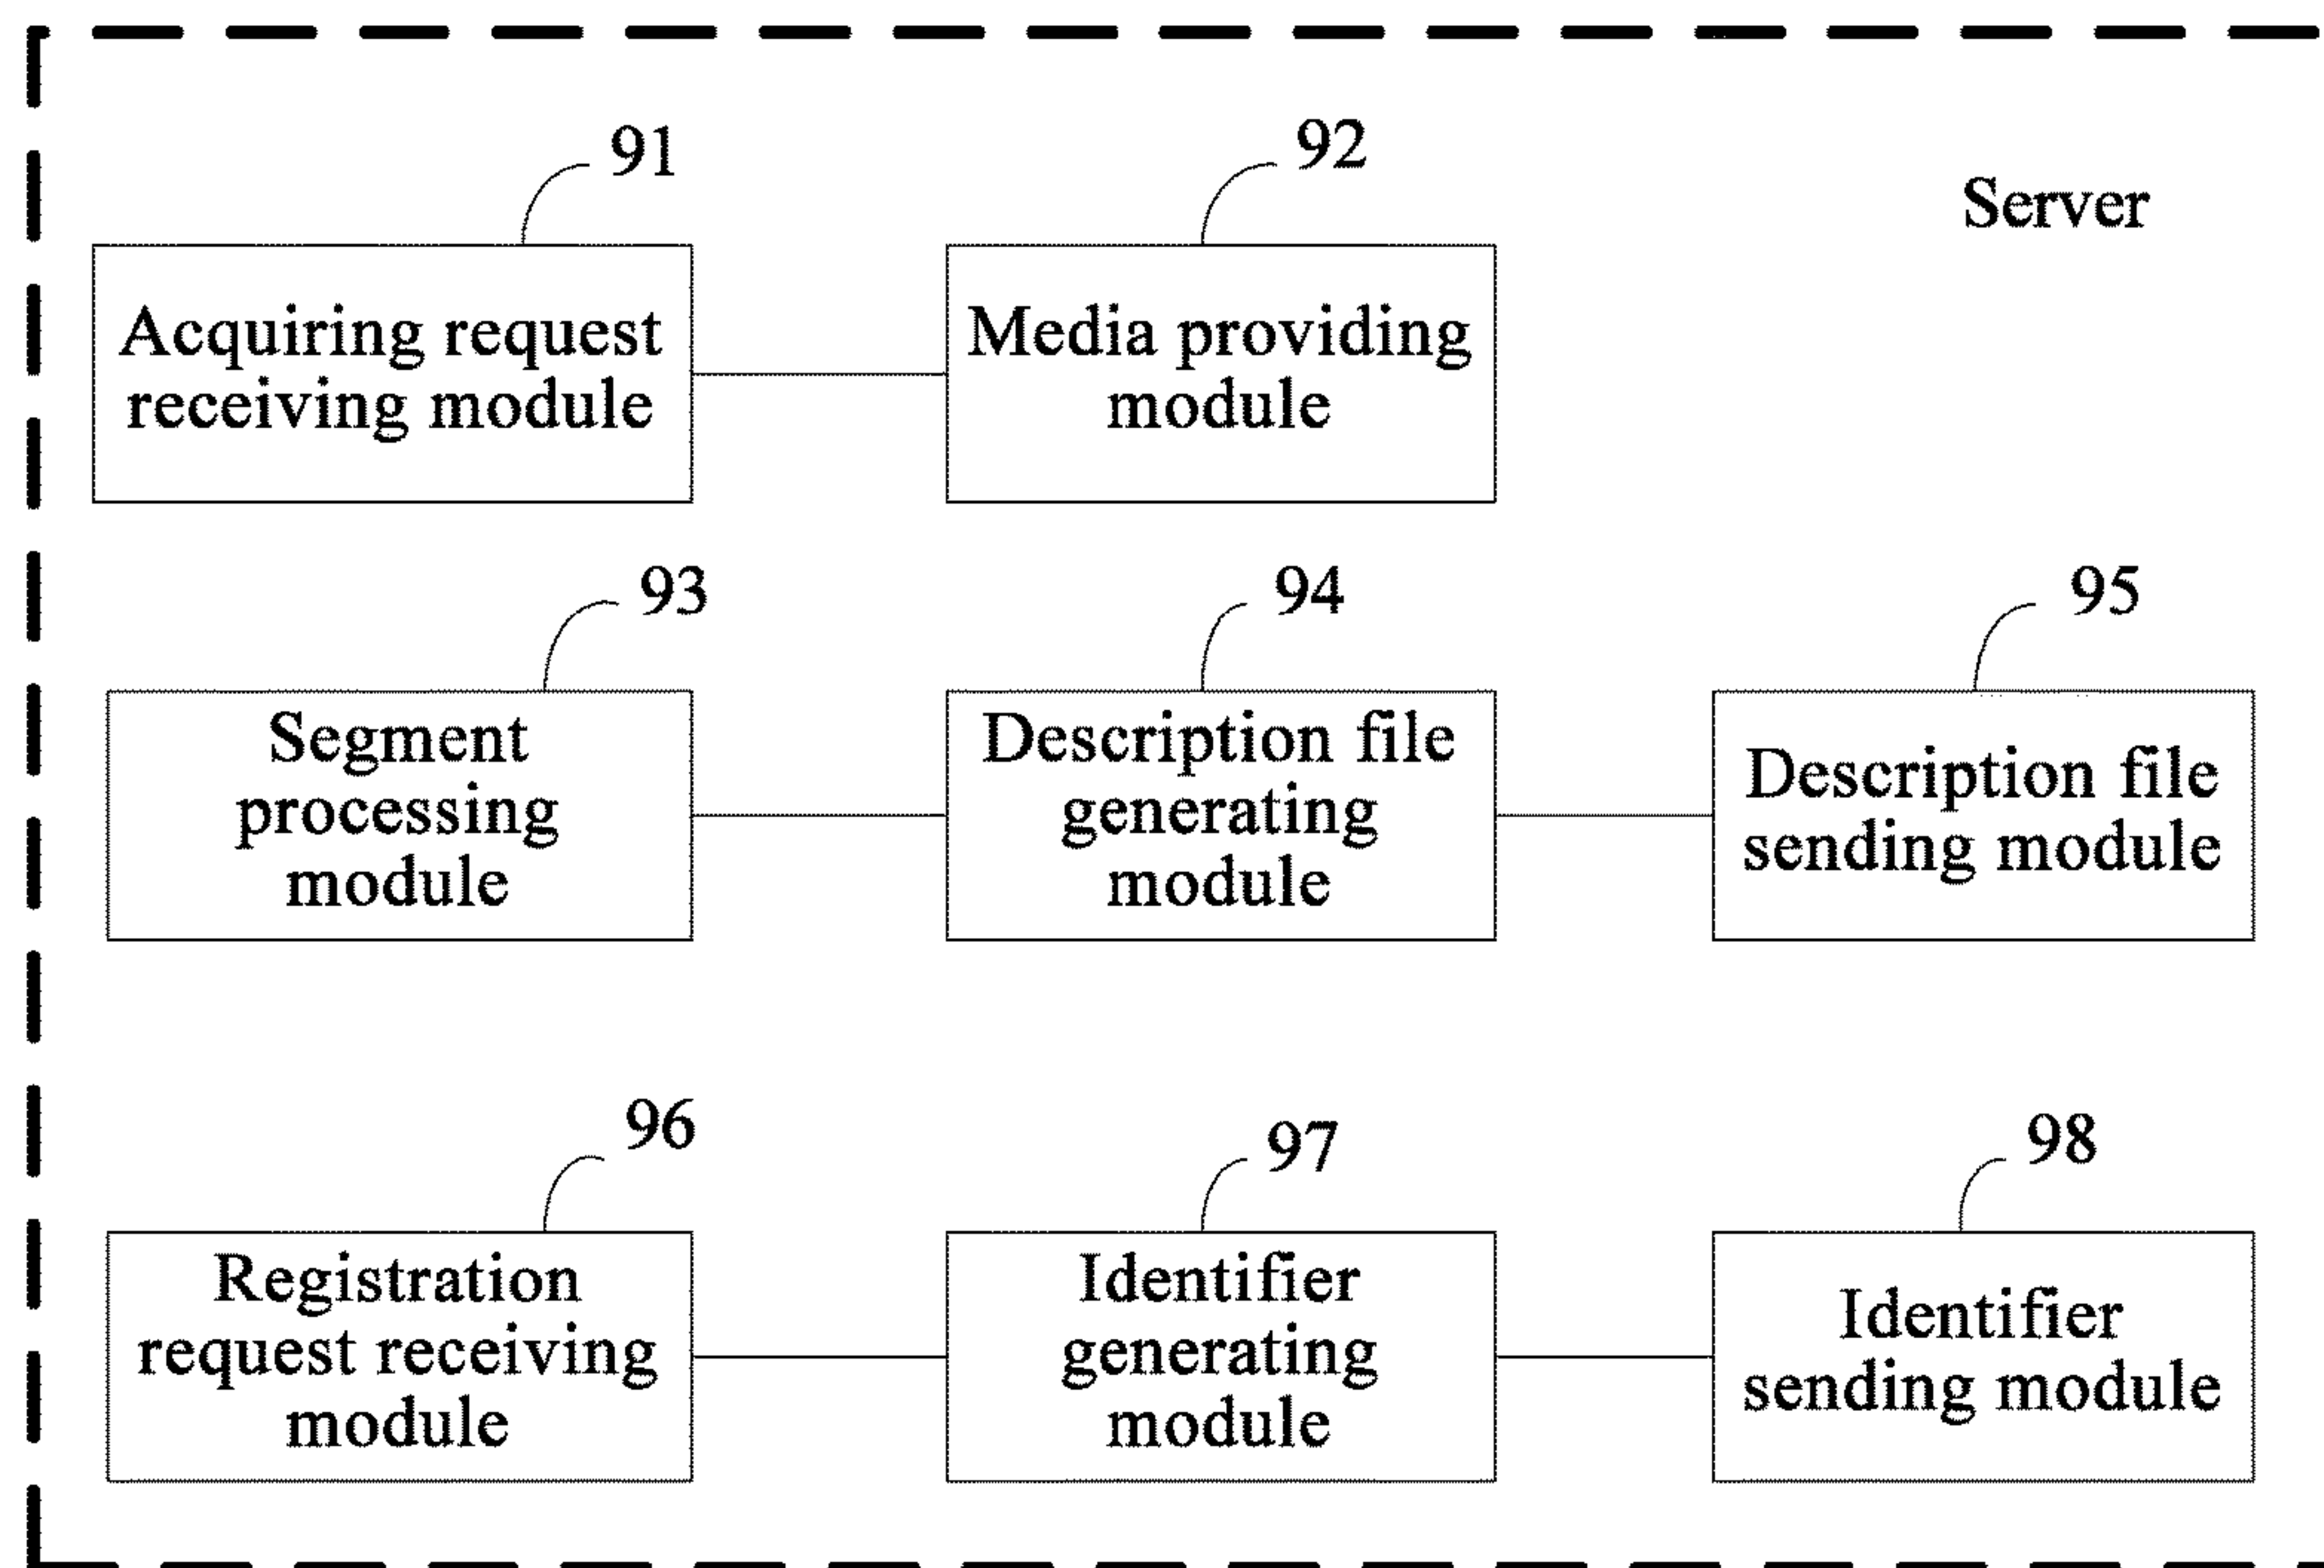 91
92
Server
Acquiring request
receiving module
Media providing
module
93
94
95
Segment
processing
module
Description file
generating
module
Description file
sending module
96
97
98
Registration
request receiving
module
Identifier
generating
module
Identifier
sending module